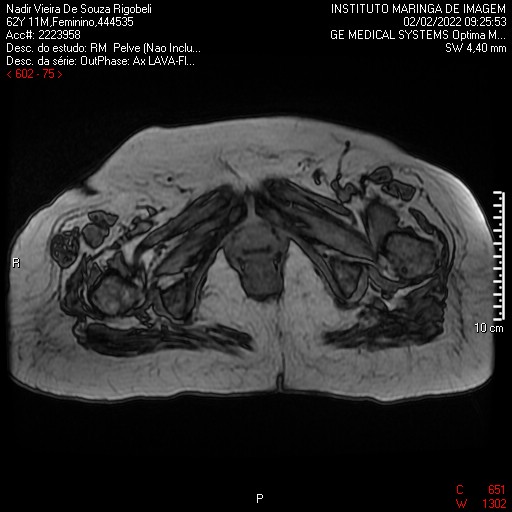 Nadir Vieira De Souza Rigobeli
62Y 11M,Feminino,444535
Acc#: 2223958
Desc. do estudo: RM Pelve (Nao Inclu...
Desc. da série: OutPhase: Ax LAVA-Fl...
< 602 - 75 >
INSTITUTO MARINGA DE IMAGEM
02/02/2022 09:25:53
GE MEDICAL SYSTEMS Optima M...
SW 4,40 mm
R
10 cm
P
C 651
W 1302